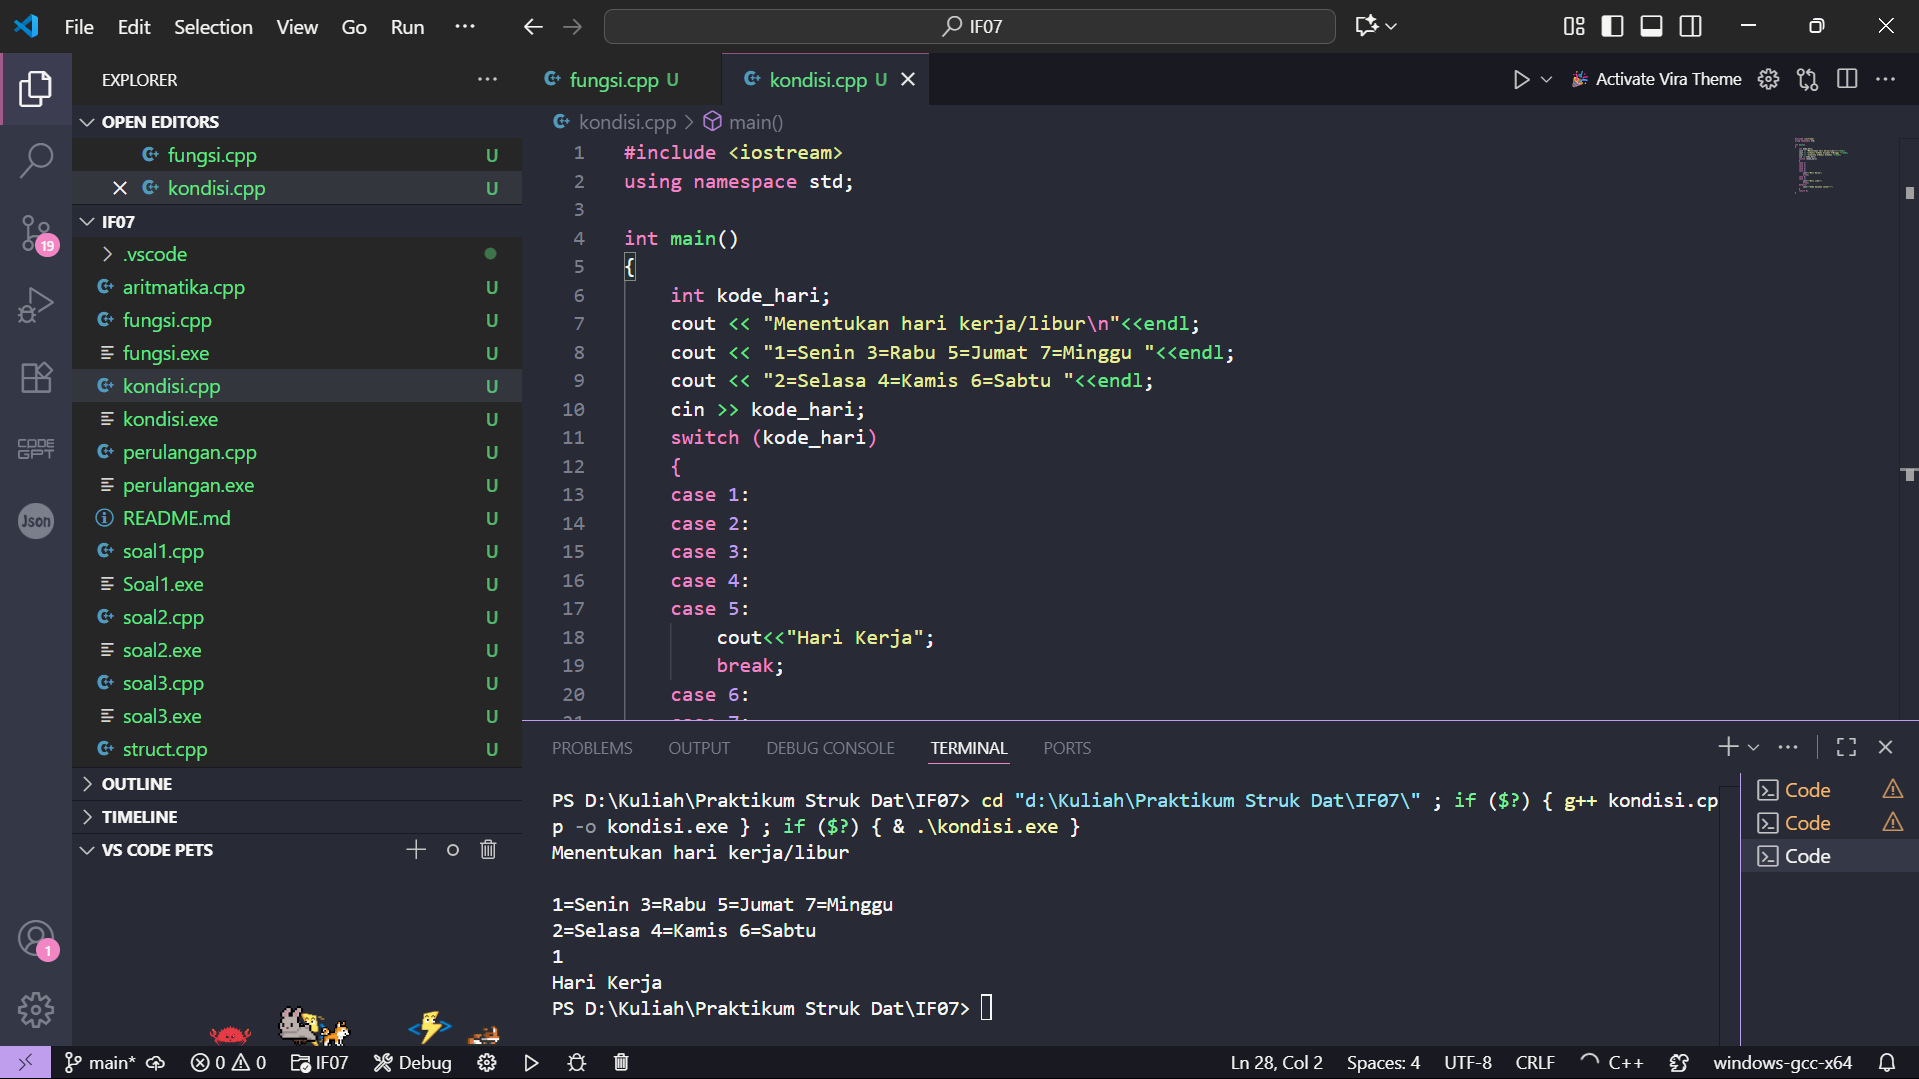 File Edit Selection View Go Run ··· IF07
EXPLORER
OPEN EDITORS
fungsi.cpp U
kondisi.cpp U
IF07
.vscode
aritmatika.cpp U
fungsi.cpp U
fungsi.exe U
kondisi.cpp U
kondisi.exe U
perulangan.cpp U
perulangan.exe U
README.md U
soal1.cpp U
Soal1.exe U
soal2.cpp U
soal2.exe U
soal3.cpp U
soal3.exe U
struct.cpp U
OUTLINE
TIMELINE
VS CODE PETS
19
CODE GPT
Json
1
fungsi.cpp U kondisi.cpp U Activate Vira Theme
kondisi.cpp > main()
1 #include <iostream>
2 using namespace std;
3
4 int main()
5 {
6 int kode_hari;
7 cout << "Menentukan hari kerja/libur\n"<<endl;
8 cout << "1=Senin 3=Rabu 5=Jumat 7=Minggu "<<endl;
9 cout << "2=Selasa 4=Kamis 6=Sabtu "<<endl;
10 cin >> kode_hari;
11 switch (kode_hari)
12 {
13 case 1:
14 case 2:
15 case 3:
16 case 4:
17 case 5:
18 cout<<"Hari Kerja";
19 break;
20 case 6:
PROBLEMS OUTPUT DEBUG CONSOLE TERMINAL PORTS
PS D:\Kuliah\Praktikum Struk Dat\IF07> cd "d:\Kuliah\Praktikum Struk Dat\IF07\" ; if ($?) { g++ kondisi.cp
p -o kondisi.exe } ; if ($?) { & .\kondisi.exe }
Menentukan hari kerja/libur
1=Senin 3=Rabu 5=Jumat 7=Minggu
2=Selasa 4=Kamis 6=Sabtu
1
Hari Kerja
PS D:\Kuliah\Praktikum Struk Dat\IF07>
Code
Code
Code
main* 0 0 IF07 Debug Ln 28, Col 2 Spaces: 4 UTF-8 CRLF C++ windows-gcc-x64